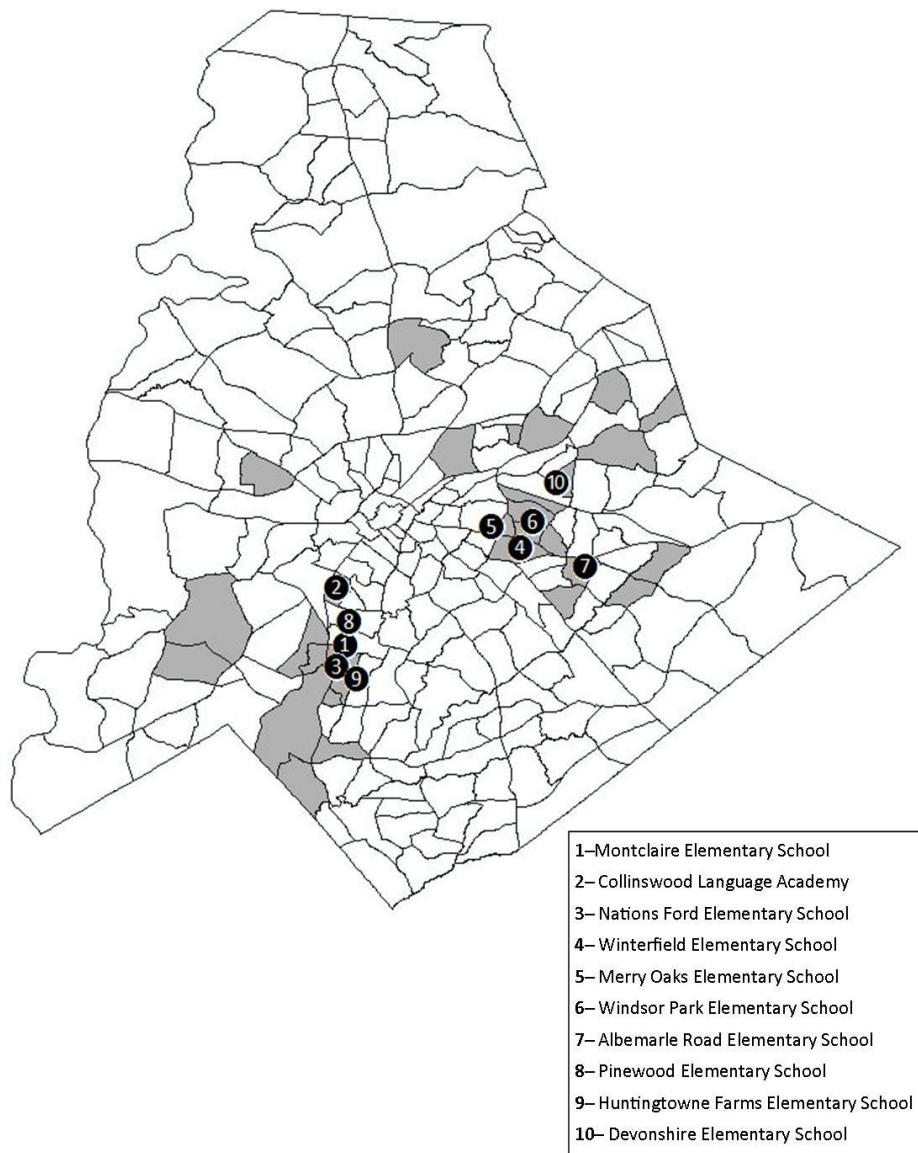 10
5
6
4
7
2
8
1
3
9
1–Montclaire Elementary School
2– Collinswood Language Academy
3– Nations Ford Elementary School
4– Winterfield Elementary School
5– Merry Oaks Elementary School
6– Windsor Park Elementary School
7– Albemarle Road Elementary School
8– Pinewood Elementary School
9– Huntingtowne Farms Elementary School
10– Devonshire Elementary School